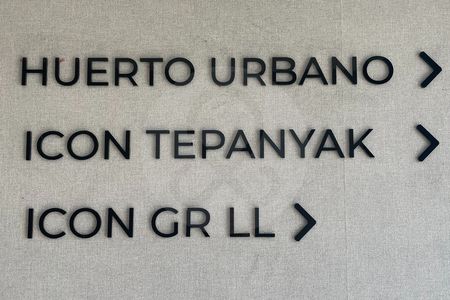 HUERTO URBANO >
ICON TEPANYAK >
ICON GR LL >